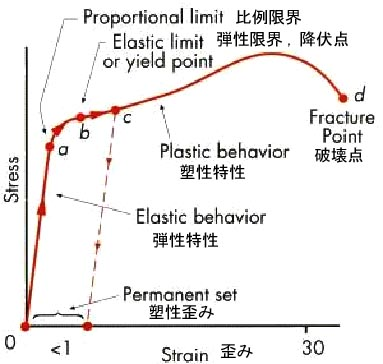 Proportional limit 比例限界
Elastic limit 弾性限界，降伏点
or yield point
a
b
c
d
Fracture
Point
破壊点
Plastic behavior
塑性特性
Elastic behavior
弾性特性
Stress
Permanent set
塑性歪み
0
<1
Strain 歪み
30